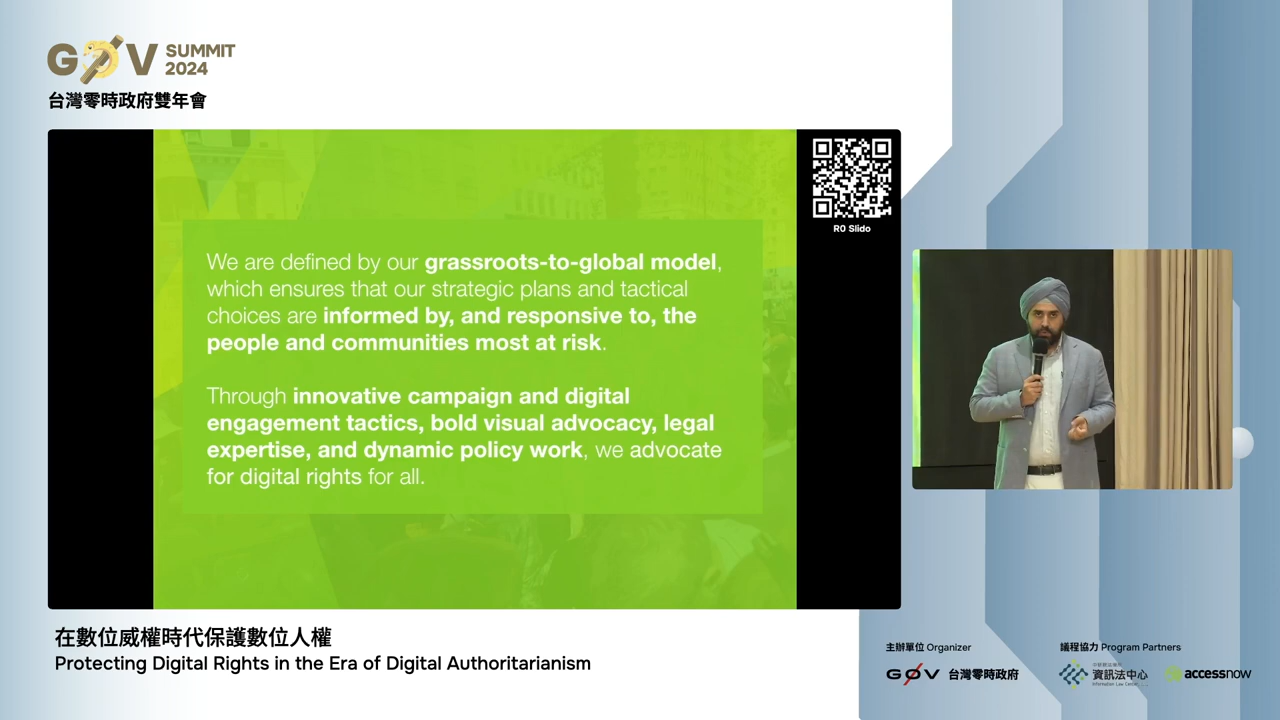 G0V SUMMIT 2024
台灣零時政府雙年會
R0 Slido
We are defined by our grassroots-to-global model,
which ensures that our strategic plans and tactical
choices are informed by, and responsive to, the
people and communities most at risk.
Through innovative campaign and digital
engagement tactics, bold visual advocacy, legal
expertise, and dynamic policy work, we advocate
for digital rights for all.
在數位威權時代保護數位人權
Protecting Digital Rights in the Era of Digital Authoritarianism
主辦單位 Organizer
議程協力 Program Partners
G0V 台灣零時政府
資訊法中心
Information Law Center
accessnow